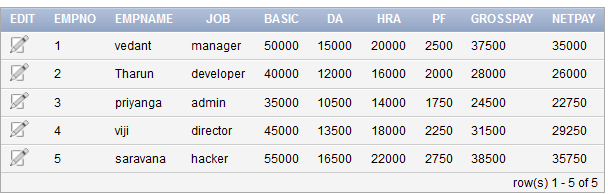 EDIT EMPNO EMPNAME JOB BASIC DA HRA PF GROSSPAY NETPAY
1 vedant manager 50000 15000 20000 2500 37500 35000
2 Tharun developer 40000 12000 16000 2000 28000 26000
3 priyanga admin 35000 10500 14000 1750 24500 22750
4 viji director 45000 13500 18000 2250 31500 29250
5 saravana hacker 55000 16500 22000 2750 38500 35750
row(s) 1 - 5 of 5